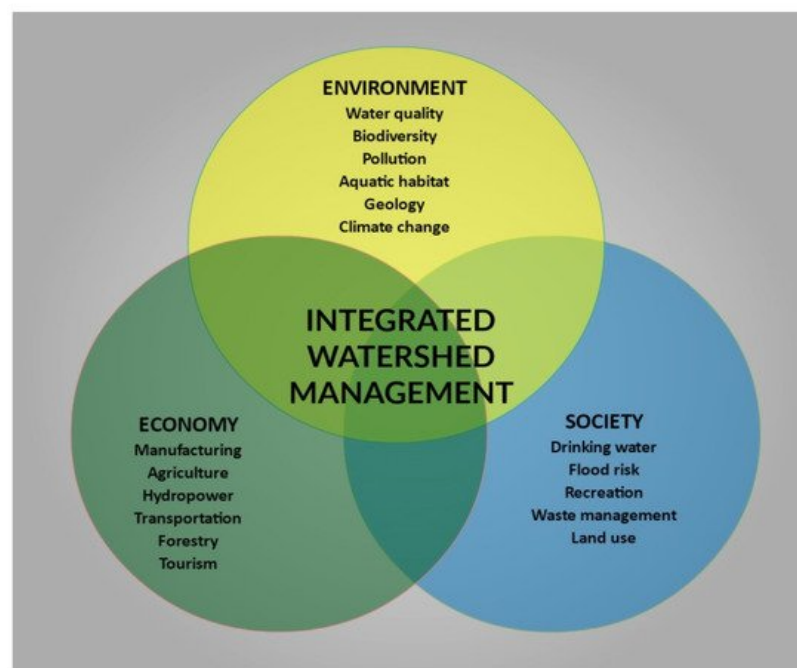 ENVIRONMENT
Water quality
Biodiversity
Pollution
Aquatic habitat
Geology
Climate change
INTEGRATED
WATERSHED
MANAGEMENT
ECONOMY
Manufacturing
Agriculture
Hydropower
Transportation
Forestry
Tourism
SOCIETY
Drinking water
Flood risk
Recreation
Waste management
Land use